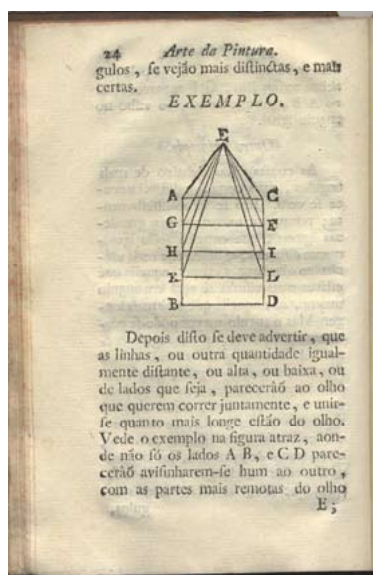 24 Arte da Pintura.
gulos, ſe vejão mais diſtinctas, e mais
certas.
EXEMPLO.
E
A C
G F
H I
K L
B D
Depois diſto ſe deve advertir, que
as linhas, ou outra quantidade igual-
mente diſtante, ou alta, ou baixa, ou
de lados que ſeja, parecerão ao olho
que querem correr juntamente, e unir-
ſe quanto mais longe eſtão do olho.
Vede o exemplo na figura atraz, aon-
de não ſó os lados A B, e C D pare-
cerão aviſinharem-ſe hum ao outro,
com as partes mais remotas do olho
E;